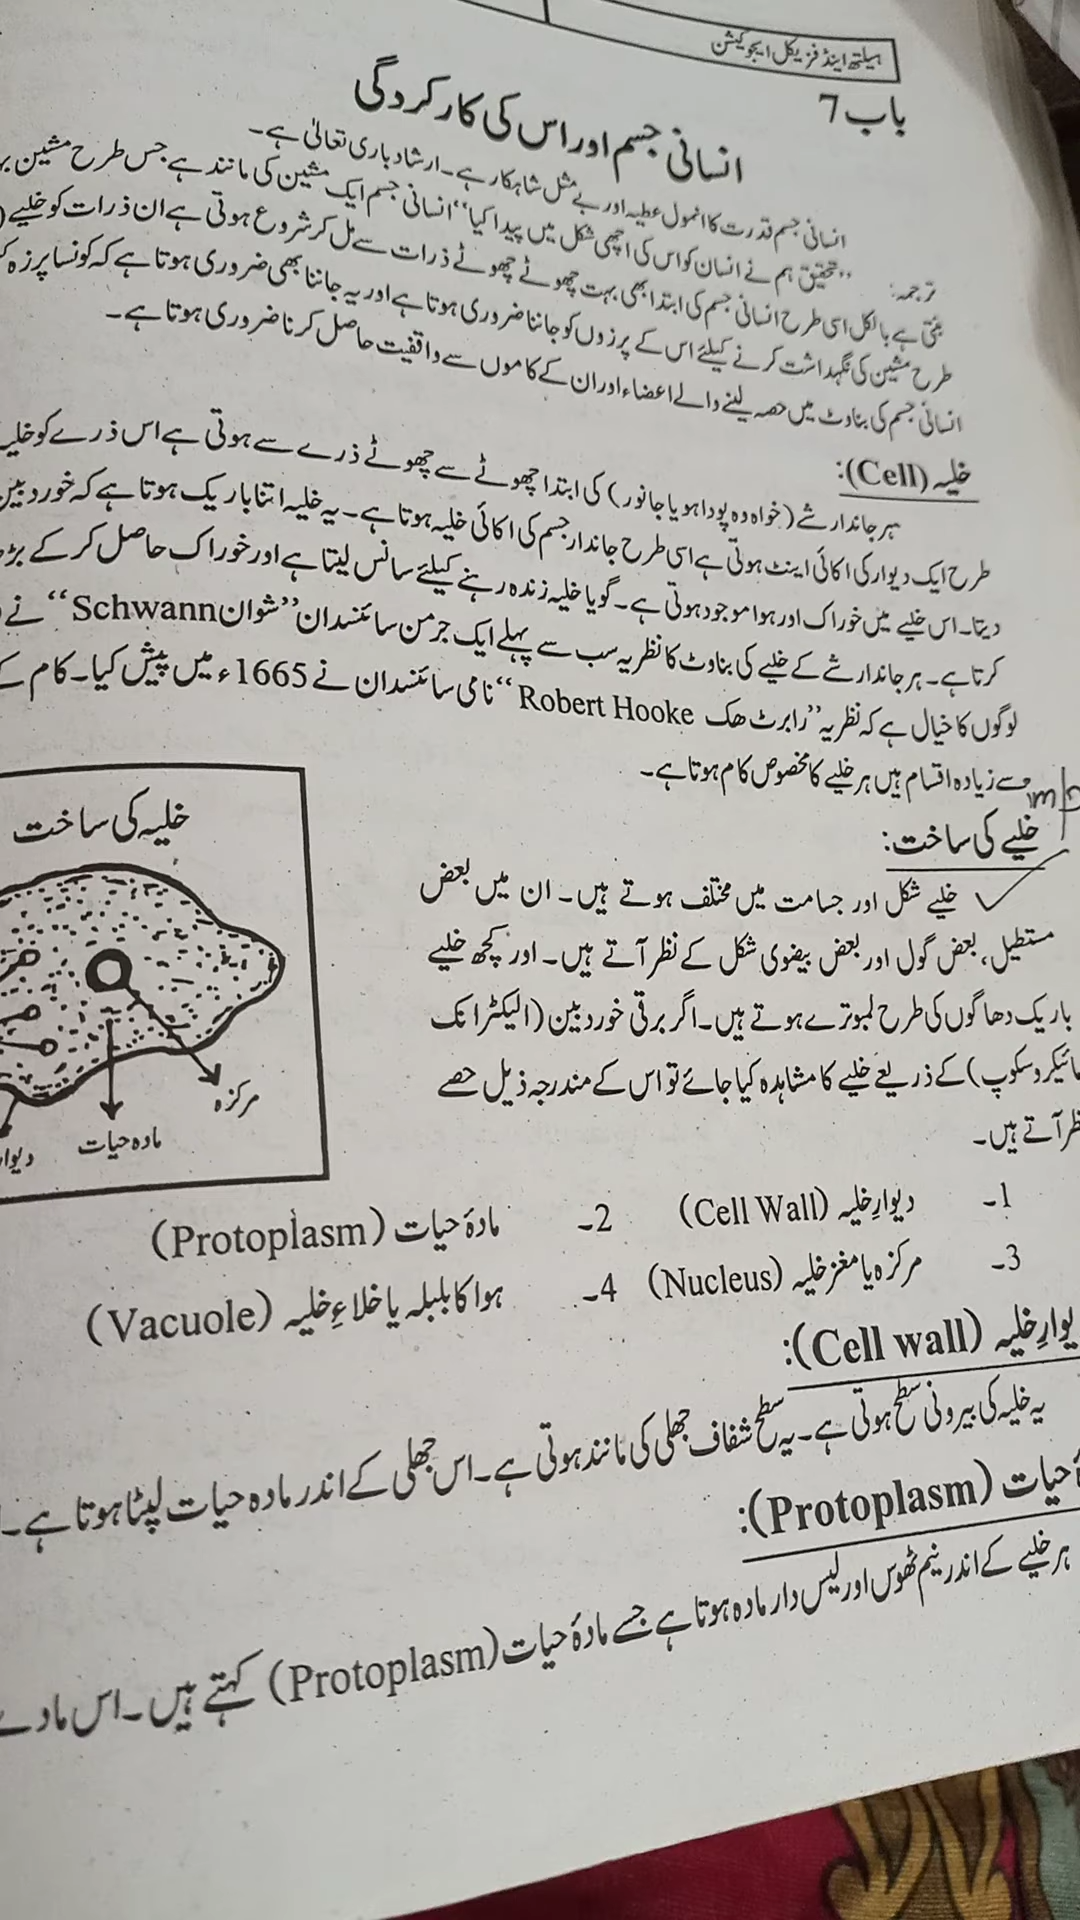 ہیلتھ اینڈ فزیکل ایجوکیشن
باب 7
انسانی جسم اور اس کی کارکردگی
انسانی جسم قدرت کا انمول عطیہ اور بے مثل شاہکار ہے۔ ارشاد باری تعالیٰ ہے۔
ترجمہ: ”تحقیق ہم نے انسان کو اس کی اچھی شکل میں پیدا کیا“ انسانی جسم ایک مشین کی مانند ہے جس طرح مشین
بنتی ہے بالکل اسی طرح انسانی جسم کی ابتدا بھی بہت چھوٹے چھوٹے ذرات سے مل کر شروع ہوتی ہے ان ذرات کو خلیے (
طرح مشین کی نگہداشت کرنے کیلئے اس کے پرزوں کو جاننا ضروری ہوتا ہے اور یہ جاننا بھی ضروری ہوتا ہے کہ کونسا پرزہ
انسانی جسم کی بناوٹ میں حصہ لینے والے اعضاء اور ان کے کاموں سے واقفیت حاصل کرنا ضروری ہوتا ہے۔
خلیہ (Cell):
ہر جاندار شے (خواہ وہ پودا ہو یا جانور) کی ابتدا چھوٹے سے چھوٹے ذرے سے ہوتی ہے اس ذرے کو خلیہ
طرح ایک دیوار کی اکائی اینٹ ہوتی ہے اسی طرح جاندار جسم کی اکائی خلیہ ہوتا ہے۔ یہ خلیہ اتنا باریک ہوتا ہے کہ خوردبین
دیتا۔ اس خلیے میں خوراک اور ہوا موجود ہوتی ہے۔ گویا خلیہ زندہ رہنے کیلئے سانس لیتا ہے اور خوراک حاصل کر کے
کرتا ہے۔ ہر جاندار شے کے خلیے کی بناوٹ کا نظریہ سب سے پہلے ایک جرمن سائنسدان ”شوان Schwann“ نے
لوگوں کا خیال ہے کہ نظریہ ”رابرٹ ھک Robert Hooke“ نامی سائنسدان نے 1665ء میں پیش کیا۔ کام کے
سے زیادہ اقسام ہیں ہر خلیے کا مخصوص کام ہوتا ہے۔
خلیے کی ساخت:
خلیے شکل اور جسامت میں مختلف ہوتے ہیں۔ ان میں بعض
مستطیل، بعض گول اور بعض بیضوی شکل کے نظر آتے ہیں۔ اور کچھ خلیے
باریک دھاگوں کی طرح لمبوترے ہوتے ہیں۔ اگر برقی خوردبین (الیکٹرانک
مائیکروسکوپ) کے ذریعے خلیے کا مشاہدہ کیا جائے تو اس کے مندرجہ ذیل حصے
نظر آتے ہیں۔
خلیہ کی ساخت
مرکزہ
مادہ حیات
دیوار
1۔ دیوارِ خلیہ (Cell Wall) 2۔ مادۂ حیات (Protoplasm)
3۔ مرکزہ یا مغز خلیہ (Nucleus) 4۔ ہوا کا بلبلہ یا خلاءِ خلیہ (Vacuole)
دیوارِ خلیہ (Cell wall):
یہ خلیہ کی بیرونی سطح ہوتی ہے۔ یہ سطح شفاف جھلی کی مانند ہوتی ہے۔ اس جھلی کے اندر مادہ حیات لپٹا ہوتا ہے۔
حیات (Protoplasm):
ہر خلیے کے اندر نیم ٹھوس اور لیس دار مادہ ہوتا ہے جسے مادۂ حیات (Protoplasm) کہتے ہیں۔ اس مادے